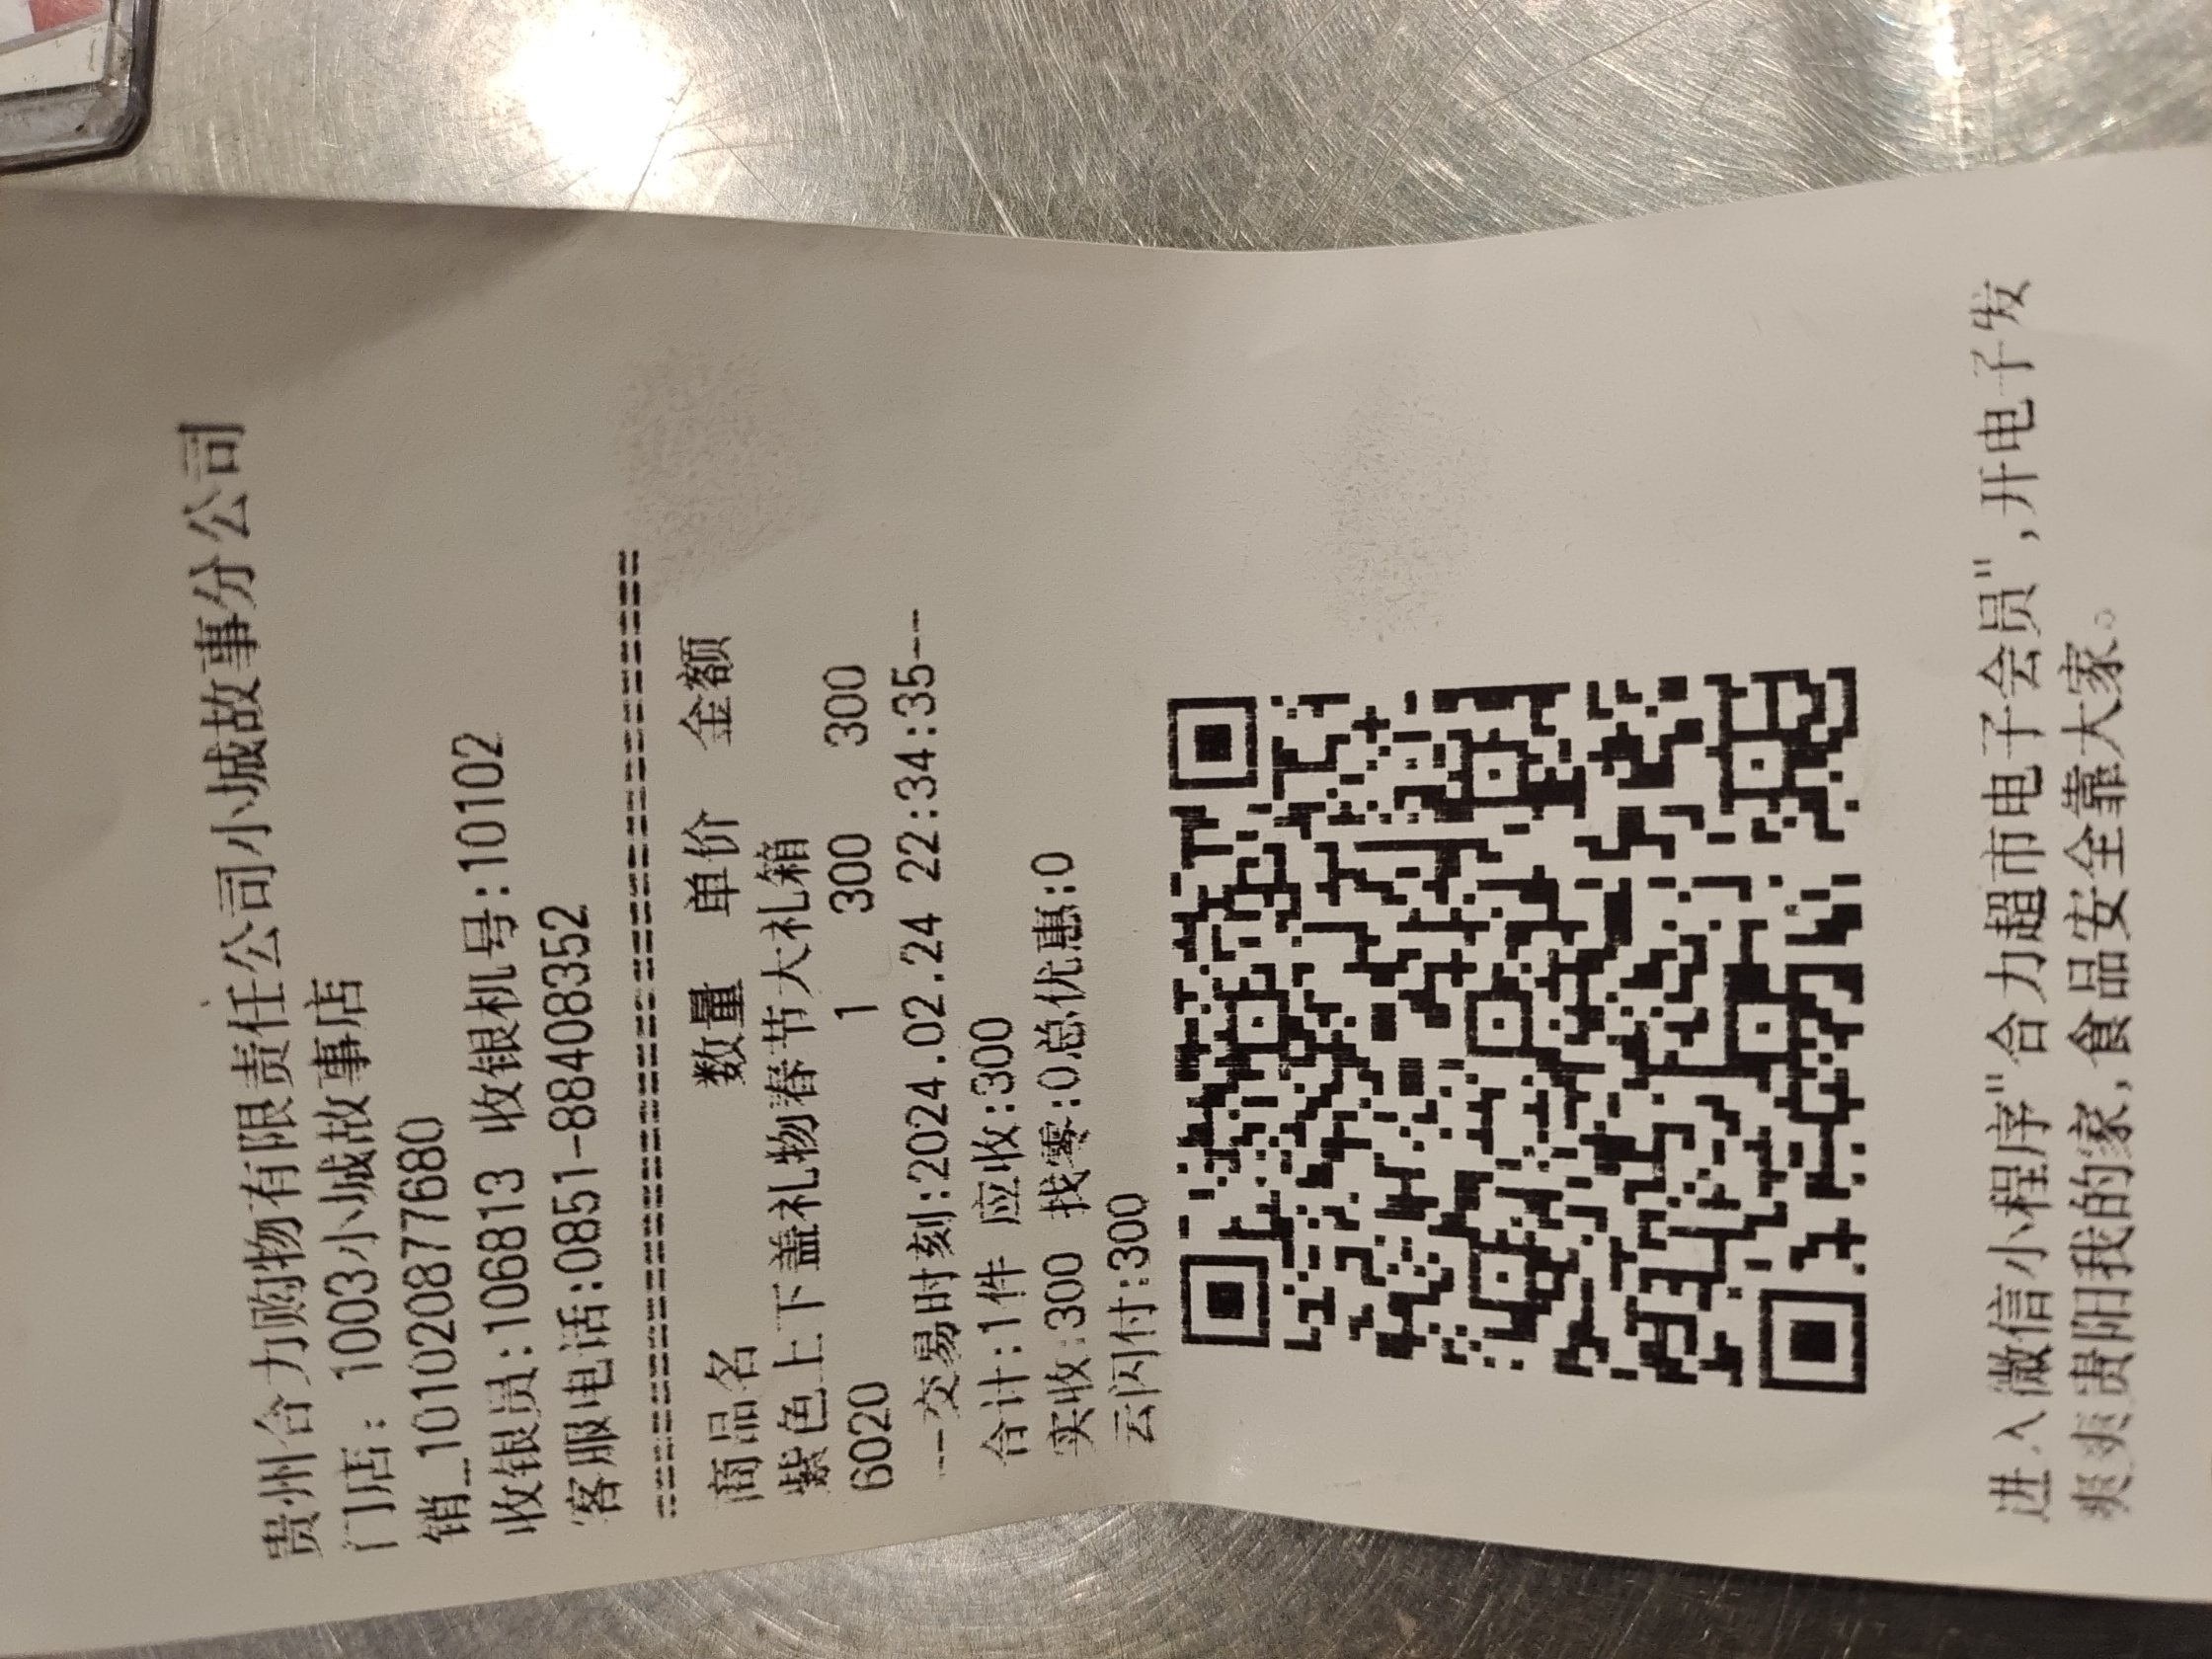 贵州合力购物有限责任公司小城故事分公司
门店: 1003小城故事店
销_101020877680
收银员:106813 收银机号:10102
客服电话:0851-88408352
================================
商品名 数量 单价 金额
紫色上下盖礼物春节大礼箱
6020 1 300 300
--交易时刻:2024.02.24 22:34:35--
合计:1件 应收:300
实收:300 找零:0总优惠:0
云闪付:300
进入微信小程序"合力超市电子会员",开电子发
爽爽贵阳我的家,食品安全靠大家。